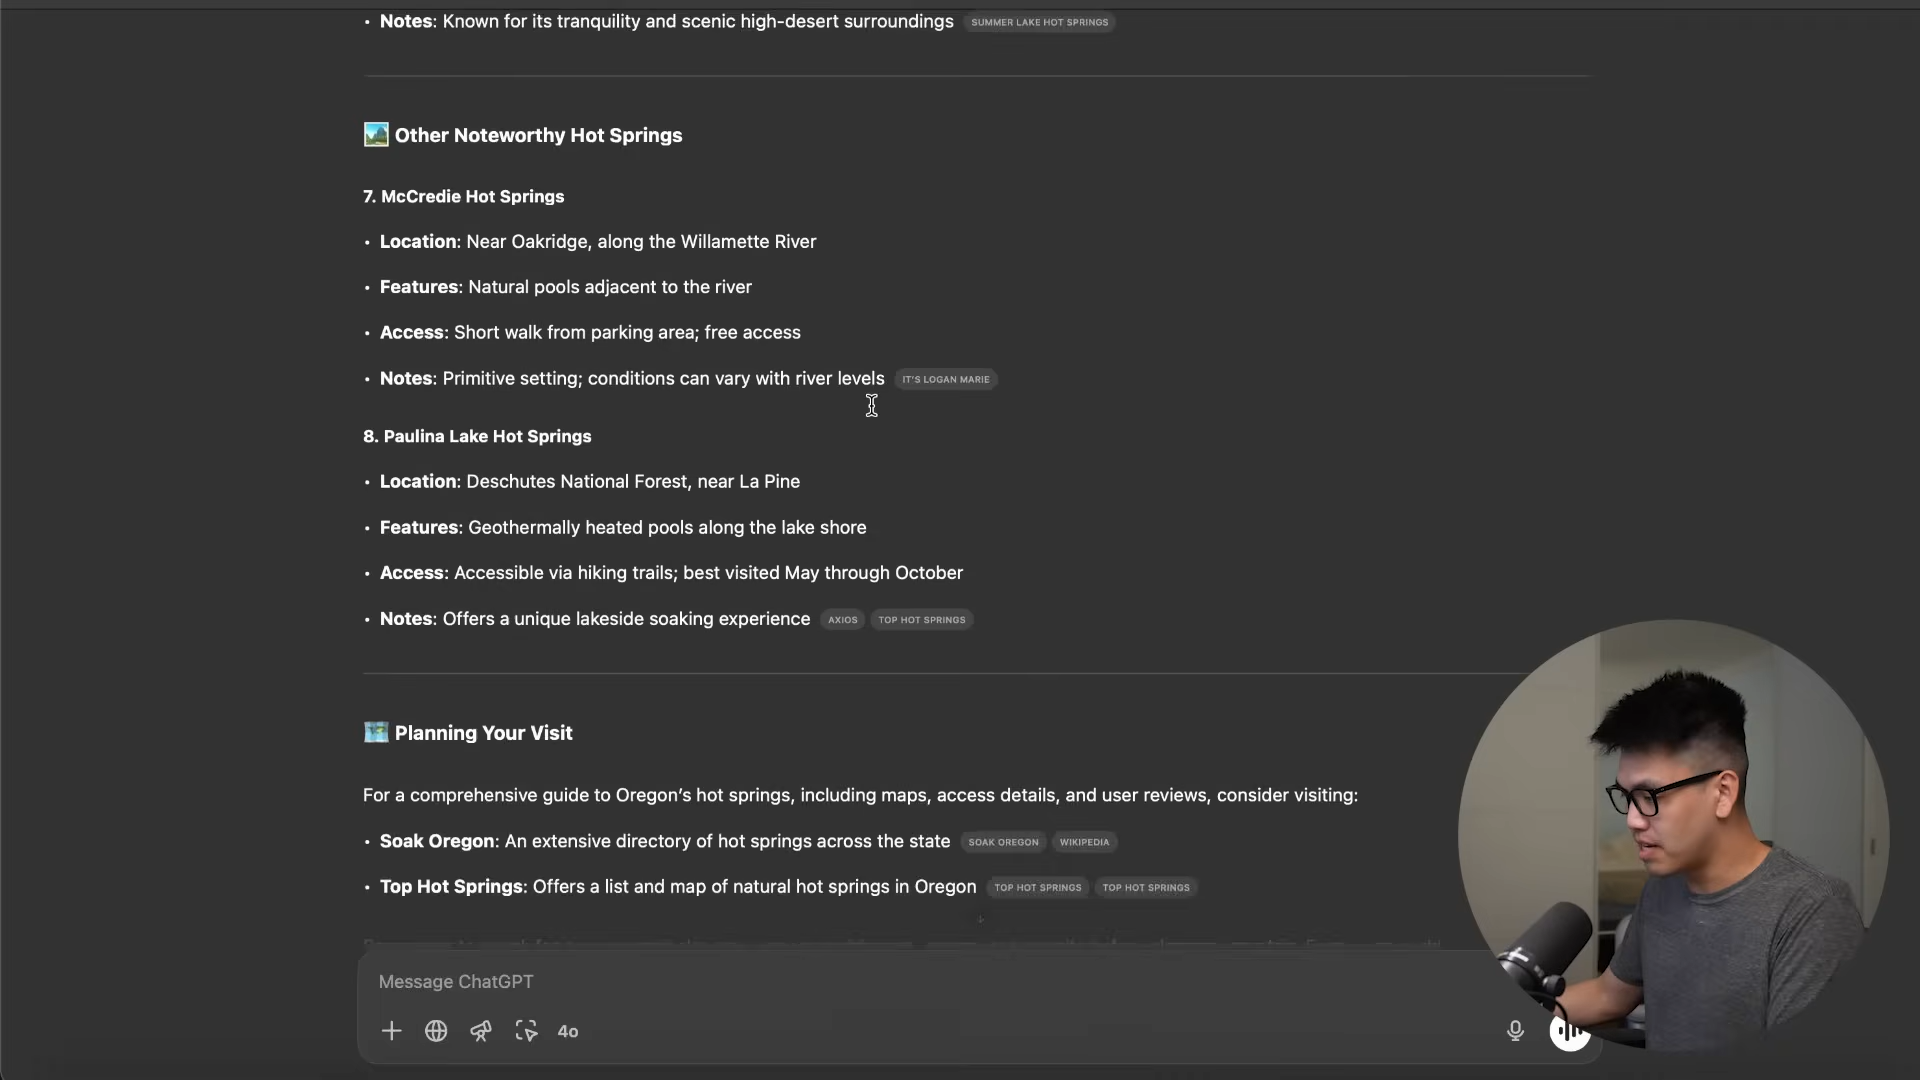 • Notes: Known for its tranquility and scenic high-desert surroundings SUMMER LAKE HOT SPRINGS
Other Noteworthy Hot Springs
7. McCredie Hot Springs
• Location: Near Oakridge, along the Willamette River
• Features: Natural pools adjacent to the river
• Access: Short walk from parking area; free access
• Notes: Primitive setting; conditions can vary with river levels IT'S LOGAN MARIE
8. Paulina Lake Hot Springs
• Location: Deschutes National Forest, near La Pine
• Features: Geothermally heated pools along the lake shore
• Access: Accessible via hiking trails; best visited May through October
• Notes: Offers a unique lakeside soaking experience AXIOS TOP HOT SPRINGS
Planning Your Visit
For a comprehensive guide to Oregon’s hot springs, including maps, access details, and user reviews, consider visiting:
• Soak Oregon: An extensive directory of hot springs across the state SOAK OREGON WIKIPEDIA
• Top Hot Springs: Offers a list and map of natural hot springs in Oregon TOP HOT SPRINGS TOP HOT SPRINGS
Message ChatGPT
4o